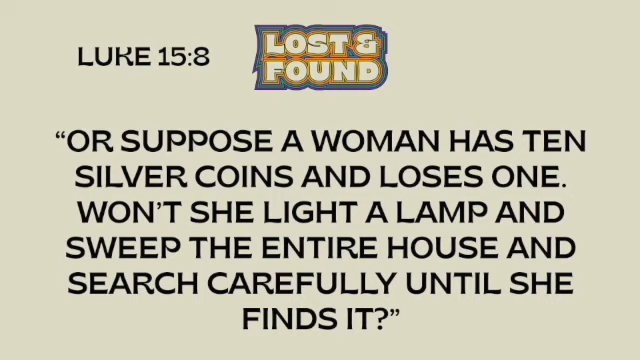 LUKE 15:8
LOST &
FOUND
“OR SUPPOSE A WOMAN HAS TEN
SILVER COINS AND LOSES ONE.
WON’T SHE LIGHT A LAMP AND
SWEEP THE ENTIRE HOUSE AND
SEARCH CAREFULLY UNTIL SHE
FINDS IT?”